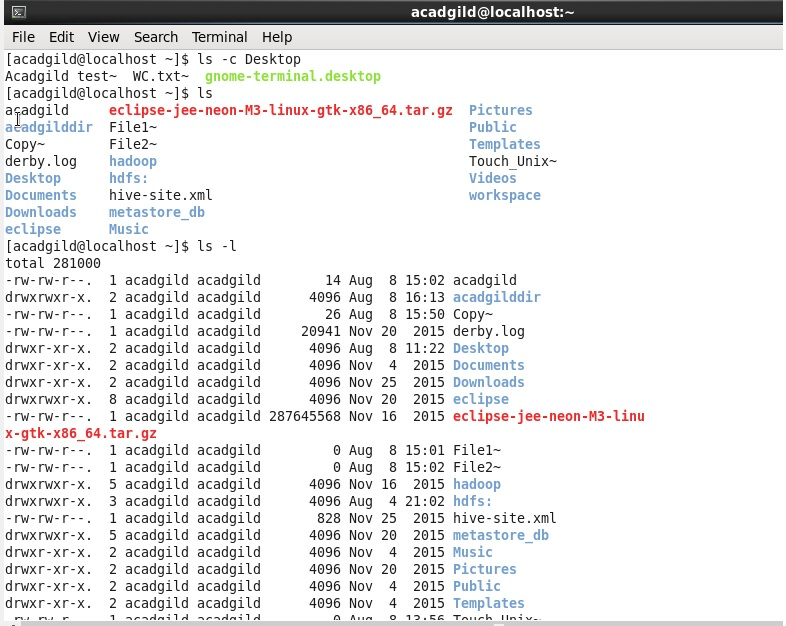 acadgild@localhost:~
File Edit View Search Terminal Help
[acadgild@localhost ~]$ ls -c Desktop
Acadgild test~  WC.txt~  gnome-terminal.desktop
[acadgild@localhost ~]$ ls
acadgild     eclipse-jee-neon-M3-linux-gtk-x86_64.tar.gz  Pictures
acadgilddir  File1~                                       Public
Copy~        File2~                                       Templates
derby.log    hadoop                                       Touch_Unix~
Desktop      hdfs:                                        Videos
Documents    hive-site.xml                                workspace
Downloads    metastore_db
eclipse      Music
[acadgild@localhost ~]$ ls -l
total 281000
-rw-rw-r--.  1 acadgild acadgild        14 Aug  8 15:02 acadgild
drwxrwxr-x.  2 acadgild acadgild      4096 Aug  8 16:13 acadgilddir
-rw-rw-r--.  1 acadgild acadgild        26 Aug  8 15:50 Copy~
-rw-rw-r--.  1 acadgild acadgild     20941 Nov 20  2015 derby.log
drwxr-xr-x.  2 acadgild acadgild      4096 Aug  8 11:22 Desktop
drwxr-xr-x.  2 acadgild acadgild      4096 Nov  4  2015 Documents
drwxr-xr-x.  2 acadgild acadgild      4096 Nov 25  2015 Downloads
drwxrwxr-x.  8 acadgild acadgild      4096 Nov 20  2015 eclipse
-rw-rw-r--.  1 acadgild acadgild 287645568 Nov 16  2015 eclipse-jee-neon-M3-linu
x-gtk-x86_64.tar.gz
-rw-rw-r--.  1 acadgild acadgild         0 Aug  8 15:01 File1~
-rw-rw-r--.  1 acadgild acadgild         0 Aug  8 15:02 File2~
drwxrwxr-x.  5 acadgild acadgild      4096 Nov 16  2015 hadoop
drwxrwxr-x.  3 acadgild acadgild      4096 Aug  4 21:02 hdfs:
-rw-rw-r--.  1 acadgild acadgild       828 Nov 25  2015 hive-site.xml
drwxrwxr-x.  5 acadgild acadgild      4096 Nov 20  2015 metastore_db
drwxr-xr-x.  2 acadgild acadgild      4096 Nov  4  2015 Music
drwxr-xr-x.  2 acadgild acadgild      4096 Nov 20  2015 Pictures
drwxr-xr-x.  2 acadgild acadgild      4096 Nov  4  2015 Public
drwxr-xr-x.  2 acadgild acadgild      4096 Nov  4  2015 Templates
-rw-rw-r--.  1 acadgild acadgild         0 Aug  8 13:56 Touch_Unix~